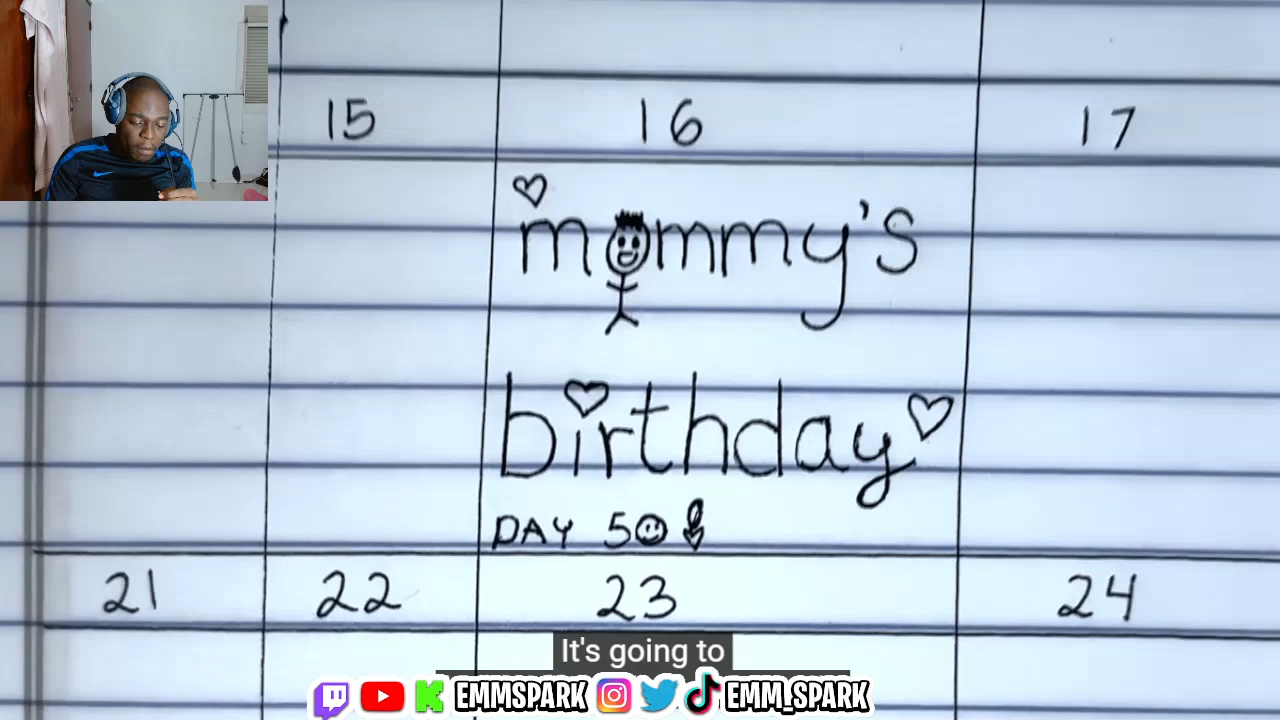 15 16 17
mommy's
birthday
DAY 50
21 22 23 24
It's going to
EMMSPARK EMM_SPARK